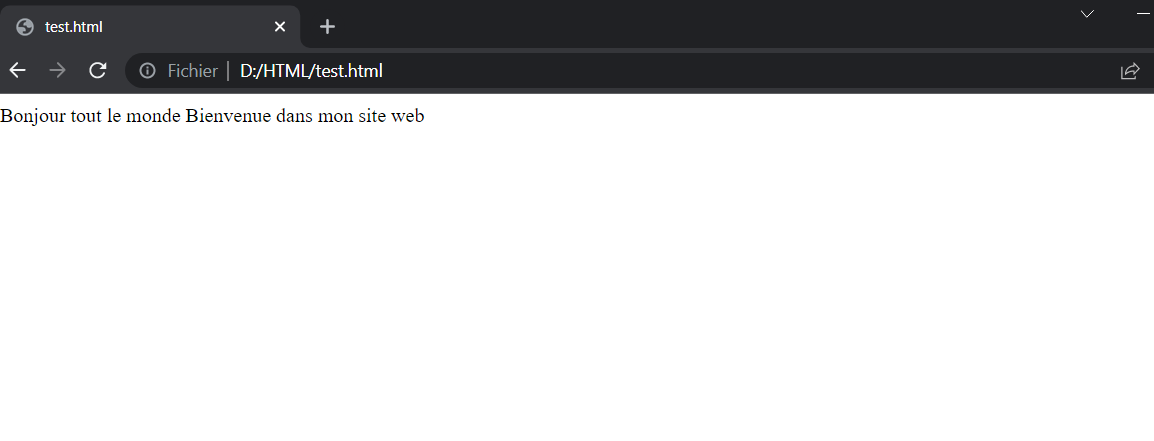 test.html
Fichier | D:/HTML/test.html
Bonjour tout le monde Bienvenue dans mon site web